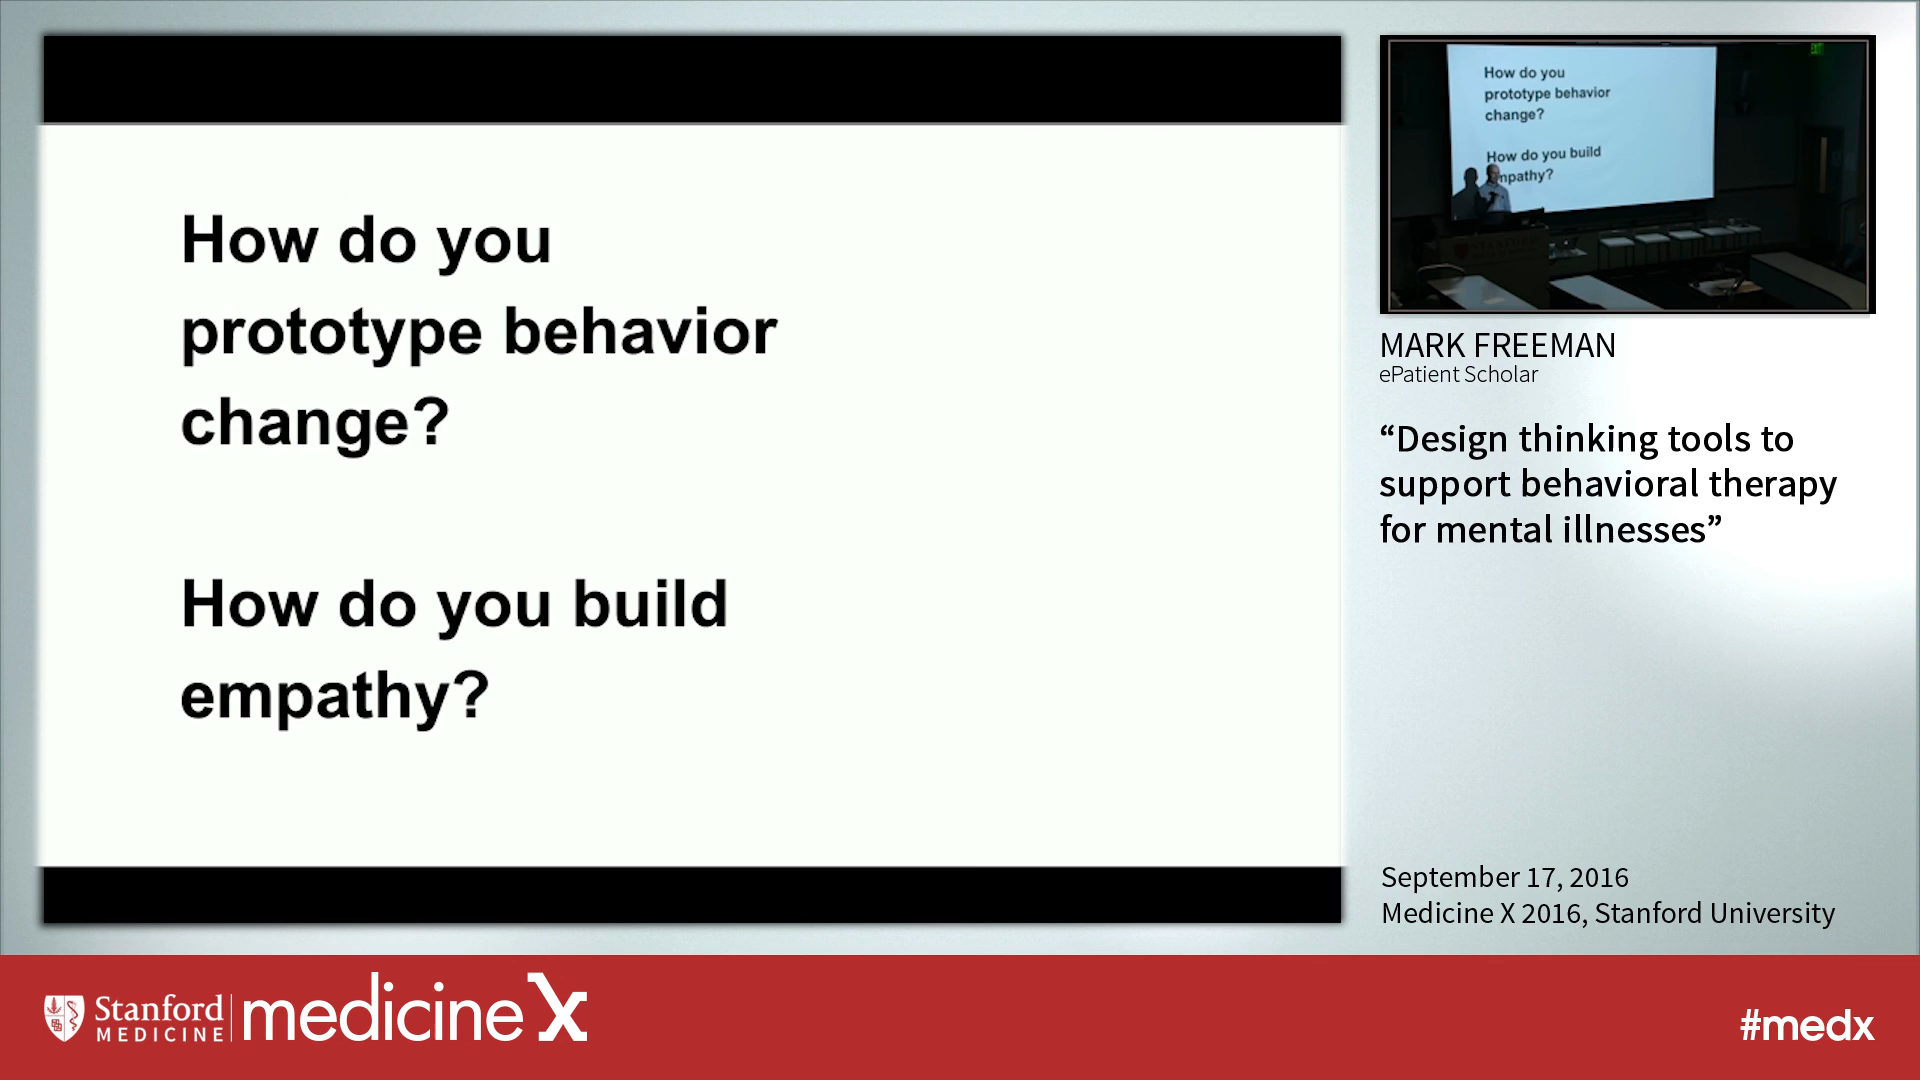 How do you
prototype behavior
change?
How do you build
empathy?
How do you
prototype behavior
change?
How do you build
mpathy?
MARK FREEMAN
ePatient Scholar
“Design thinking tools to
support behavioral therapy
for mental illnesses”
September 17, 2016
Medicine X 2016, Stanford University
Stanford
MEDICINE
medicine X
#medx